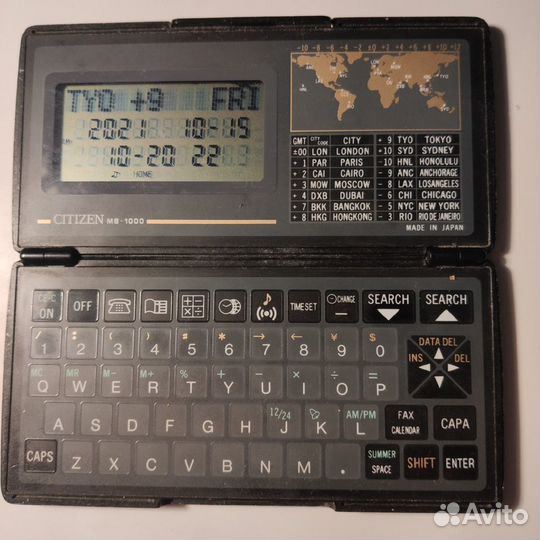 -10 -8 -6 -4 -2 ±0 +2 +4 +6 +8 +10 +12
TYO +9 FRI
202 10-15
10-20 22
HOME
GMT CITY CODE CITY + 9 TYO TOKYO
±00 LON LONDON +10 SYD SYDNEY
+ 1 PAR PARIS -10 HNL HONOLULU
+ 2 CAI CAIRO - 9 ANC ANCHORAGE
+ 3 MOW MOSCOW - 8 LAX LOSANGELES
+ 4 DXB DUBAI - 6 CHI CHICAGO
+ 7 BKK BANGKOK - 5 NYC NEW YORK
+ 8 HKG HONGKONG - 3 RIO RIO DE JANEIRO
MADE IN JAPAN
CITIZEN MB-1000
CE·C ON OFF TIME SET CHANGE SEARCH SEARCH
1 2 3 4 5 6 7 8 9 0
DATA DEL
INS DEL
MC MR M- M+ % + - × ÷ =
Q W E R T Y U I O P
12/24 AM/PM
A S D F G H J K L FAX CALENDAR CAPA
CAPS Z X C V B N M . SUMMER SPACE SHIFT ENTER
Avito